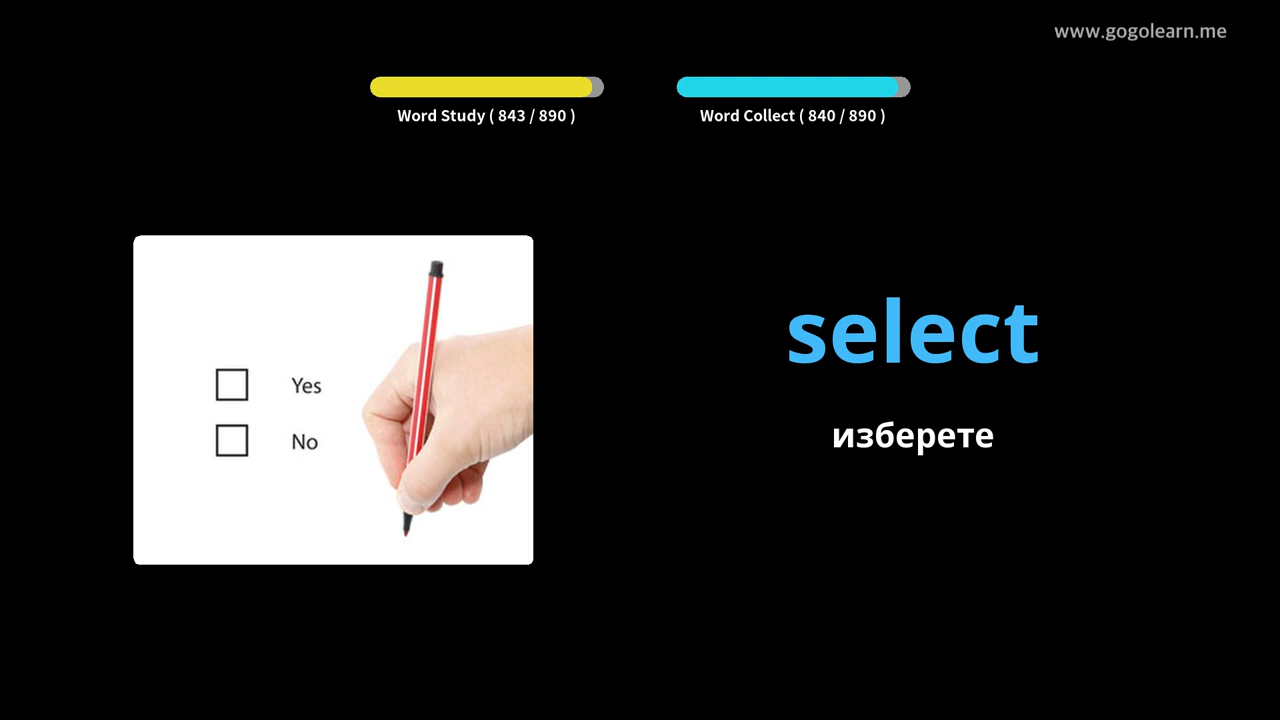 www.gogolearn.me
Word Study ( 843 / 890 )
Word Collect ( 840 / 890 )
select
изберете
Yes
No